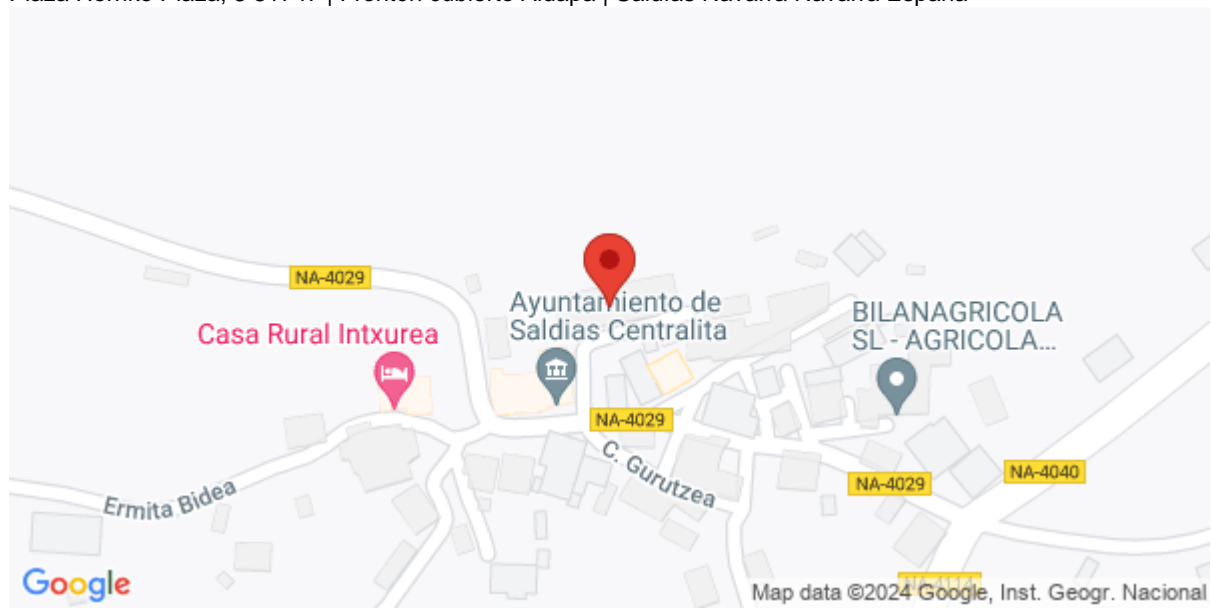 NA-4029
Ayuntamiento de
Saldias Centralita
Casa Rural Intxurea
BILANAGRICOLA
SL - AGRICOLA...
NA-4029
C. Gurutzea
NA-4029
NA-4040
Ermita Bidea
Google
Map data ©2024 Google, Inst. Geogr. Nacional